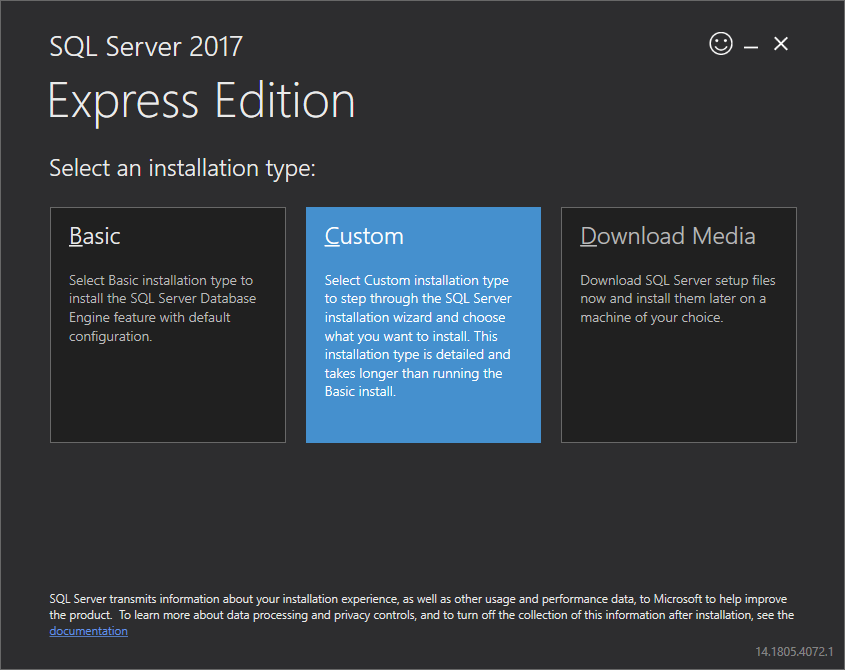 SQL Server 2017
Express Edition
Select an installation type:
Basic
Select Basic installation type to
install the SQL Server Database
Engine feature with default
configuration.
Custom
Select Custom installation type
to step through the SQL Server
installation wizard and choose
what you want to install. This
installation type is detailed and
takes longer than running the
Basic install.
Download Media
Download SQL Server setup files
now and install them later on a
machine of your choice.
SQL Server transmits information about your installation experience, as well as other usage and performance data, to Microsoft to help improve
the product.  To learn more about data processing and privacy controls, and to turn off the collection of this information after installation, see the
documentation
14.1805.4072.1